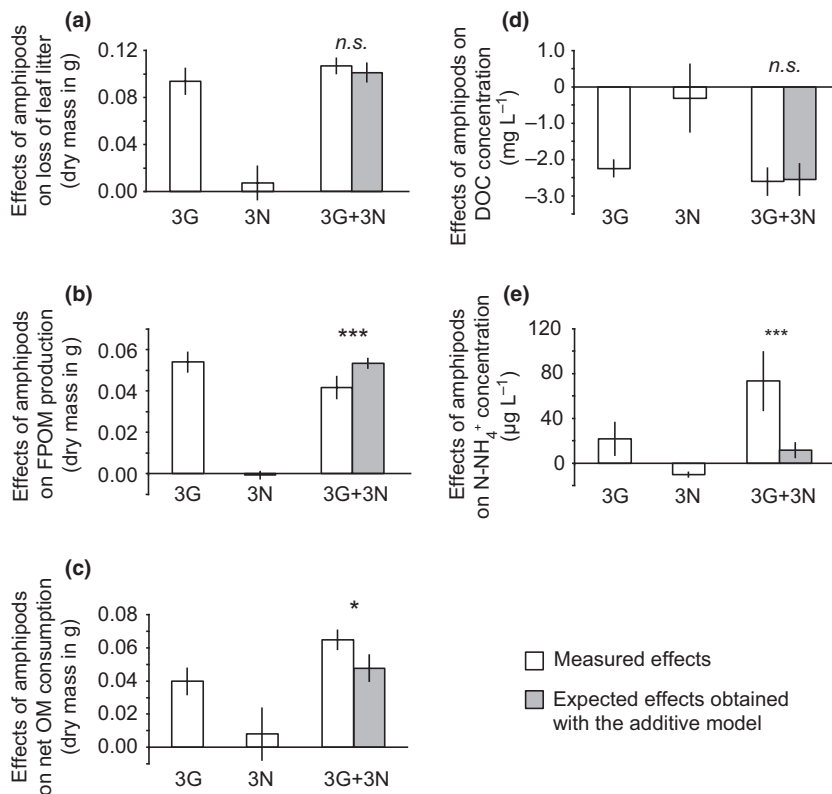 (a)
Effects of amphipods
on loss of leaf litter
(dry mass in g)
0.12
0.08
0.04
0.00
n.s.
3G 3N 3G+3N
(b)
Effects of amphipods
on FPOM production
(dry mass in g)
0.06
0.04
0.02
0.00
***
3G 3N 3G+3N
(c)
Effects of amphipods
on net OM consumption
(dry mass in g)
0.08
0.06
0.04
0.02
0.00
*
3G 3N 3G+3N
(d)
Effects of amphipods on
DOC concentration
(mg L⁻¹)
1.0
0
–1.0
–2.0
–3.0
n.s.
3G 3N 3G+3N
(e)
Effects of amphipods
on N-NH₄⁺ concentration
(µg L⁻¹)
120
80
40
0
***
3G 3N 3G+3N
Measured effects
Expected effects obtained
with the additive model